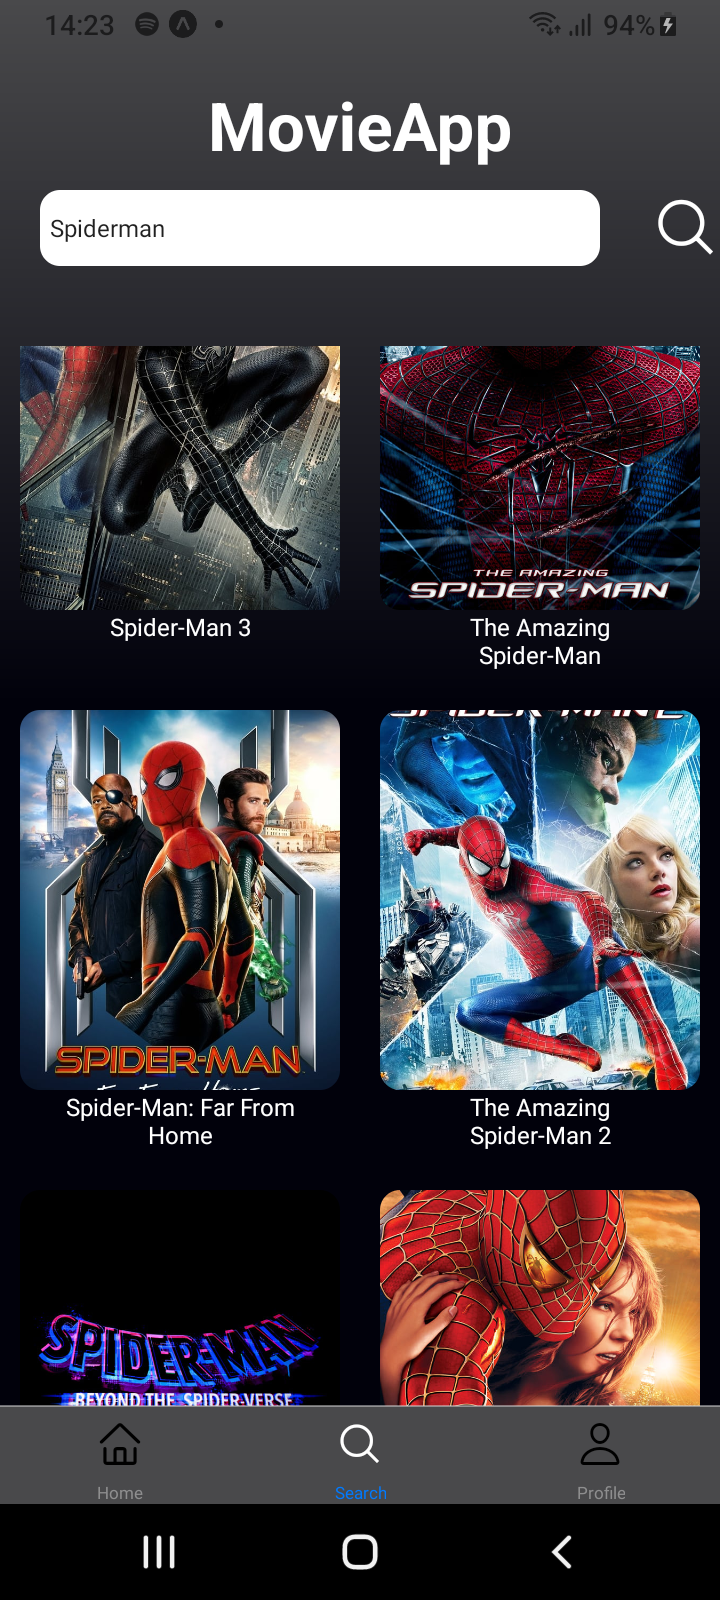 14:23
94%
MovieApp
Spiderman
THE AMAZING
SPIDER-MAN
Spider-Man 3
The Amazing
Spider-Man
SPIDER-MAN
Spider-Man: Far From
Home
The Amazing
Spider-Man 2
SPIDER-MAN
BEYOND THE SPIDER-VERSE
Home
Search
Profile